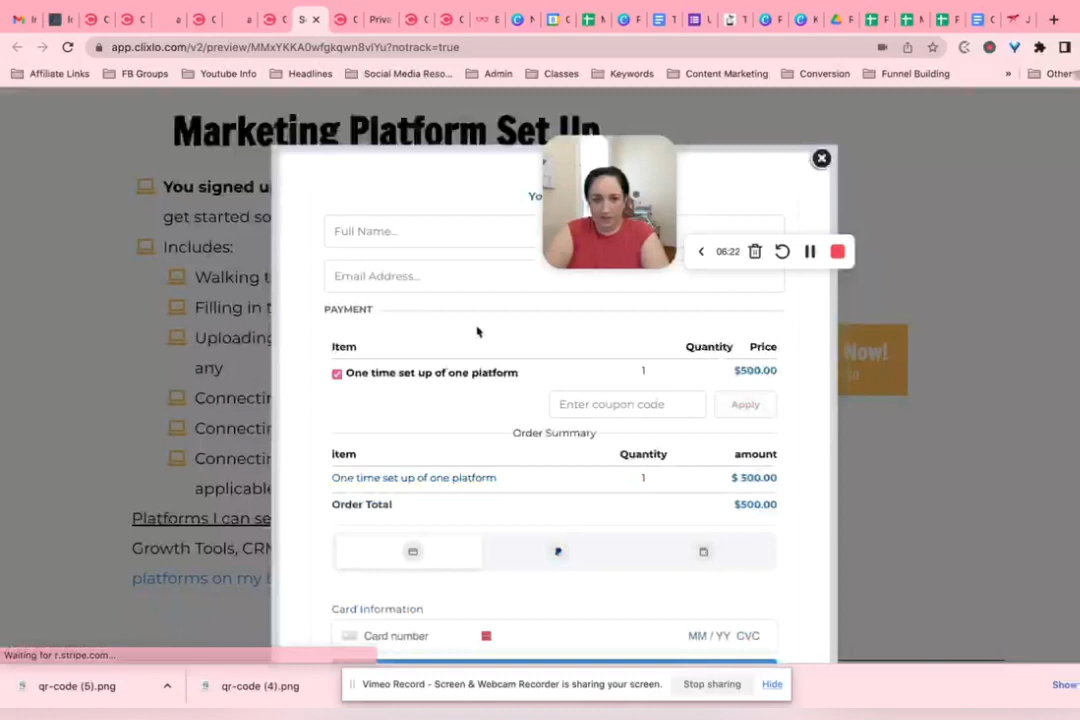 app.clixlo.com/v2/preview/MMxYKKA0wfgkqwn8viYu?notrack=true
Affiliate Links
FB Groups
Youtube Info
Headlines
Social Media Reso...
Admin
Classes
Keywords
Content Marketing
Conversion
Funnel Building
»
Other
Marketing Platform Set Up
You signed u
get started so
Includes:
Walking t
Filling in t
Uploading
any
Connectin
Connectin
Connectin
applicable
Platforms I can se
Growth Tools, CRM
platforms on my b
Now!
Yo
06:22
Full Name...
Email Address...
PAYMENT
Item Quantity Price
One time set up of one platform 1 $500.00
Enter coupon code Apply
Order Summary
item Quantity amount
One time set up of one platform 1 $ 500.00
Order Total $500.00
Card Information
Card number MM / YY CVC
Waiting for r.stripe.com...
qr-code (5).png
qr-code (4).png
Vimeo Record - Screen & Webcam Recorder is sharing your screen. Stop sharing Hide
Show